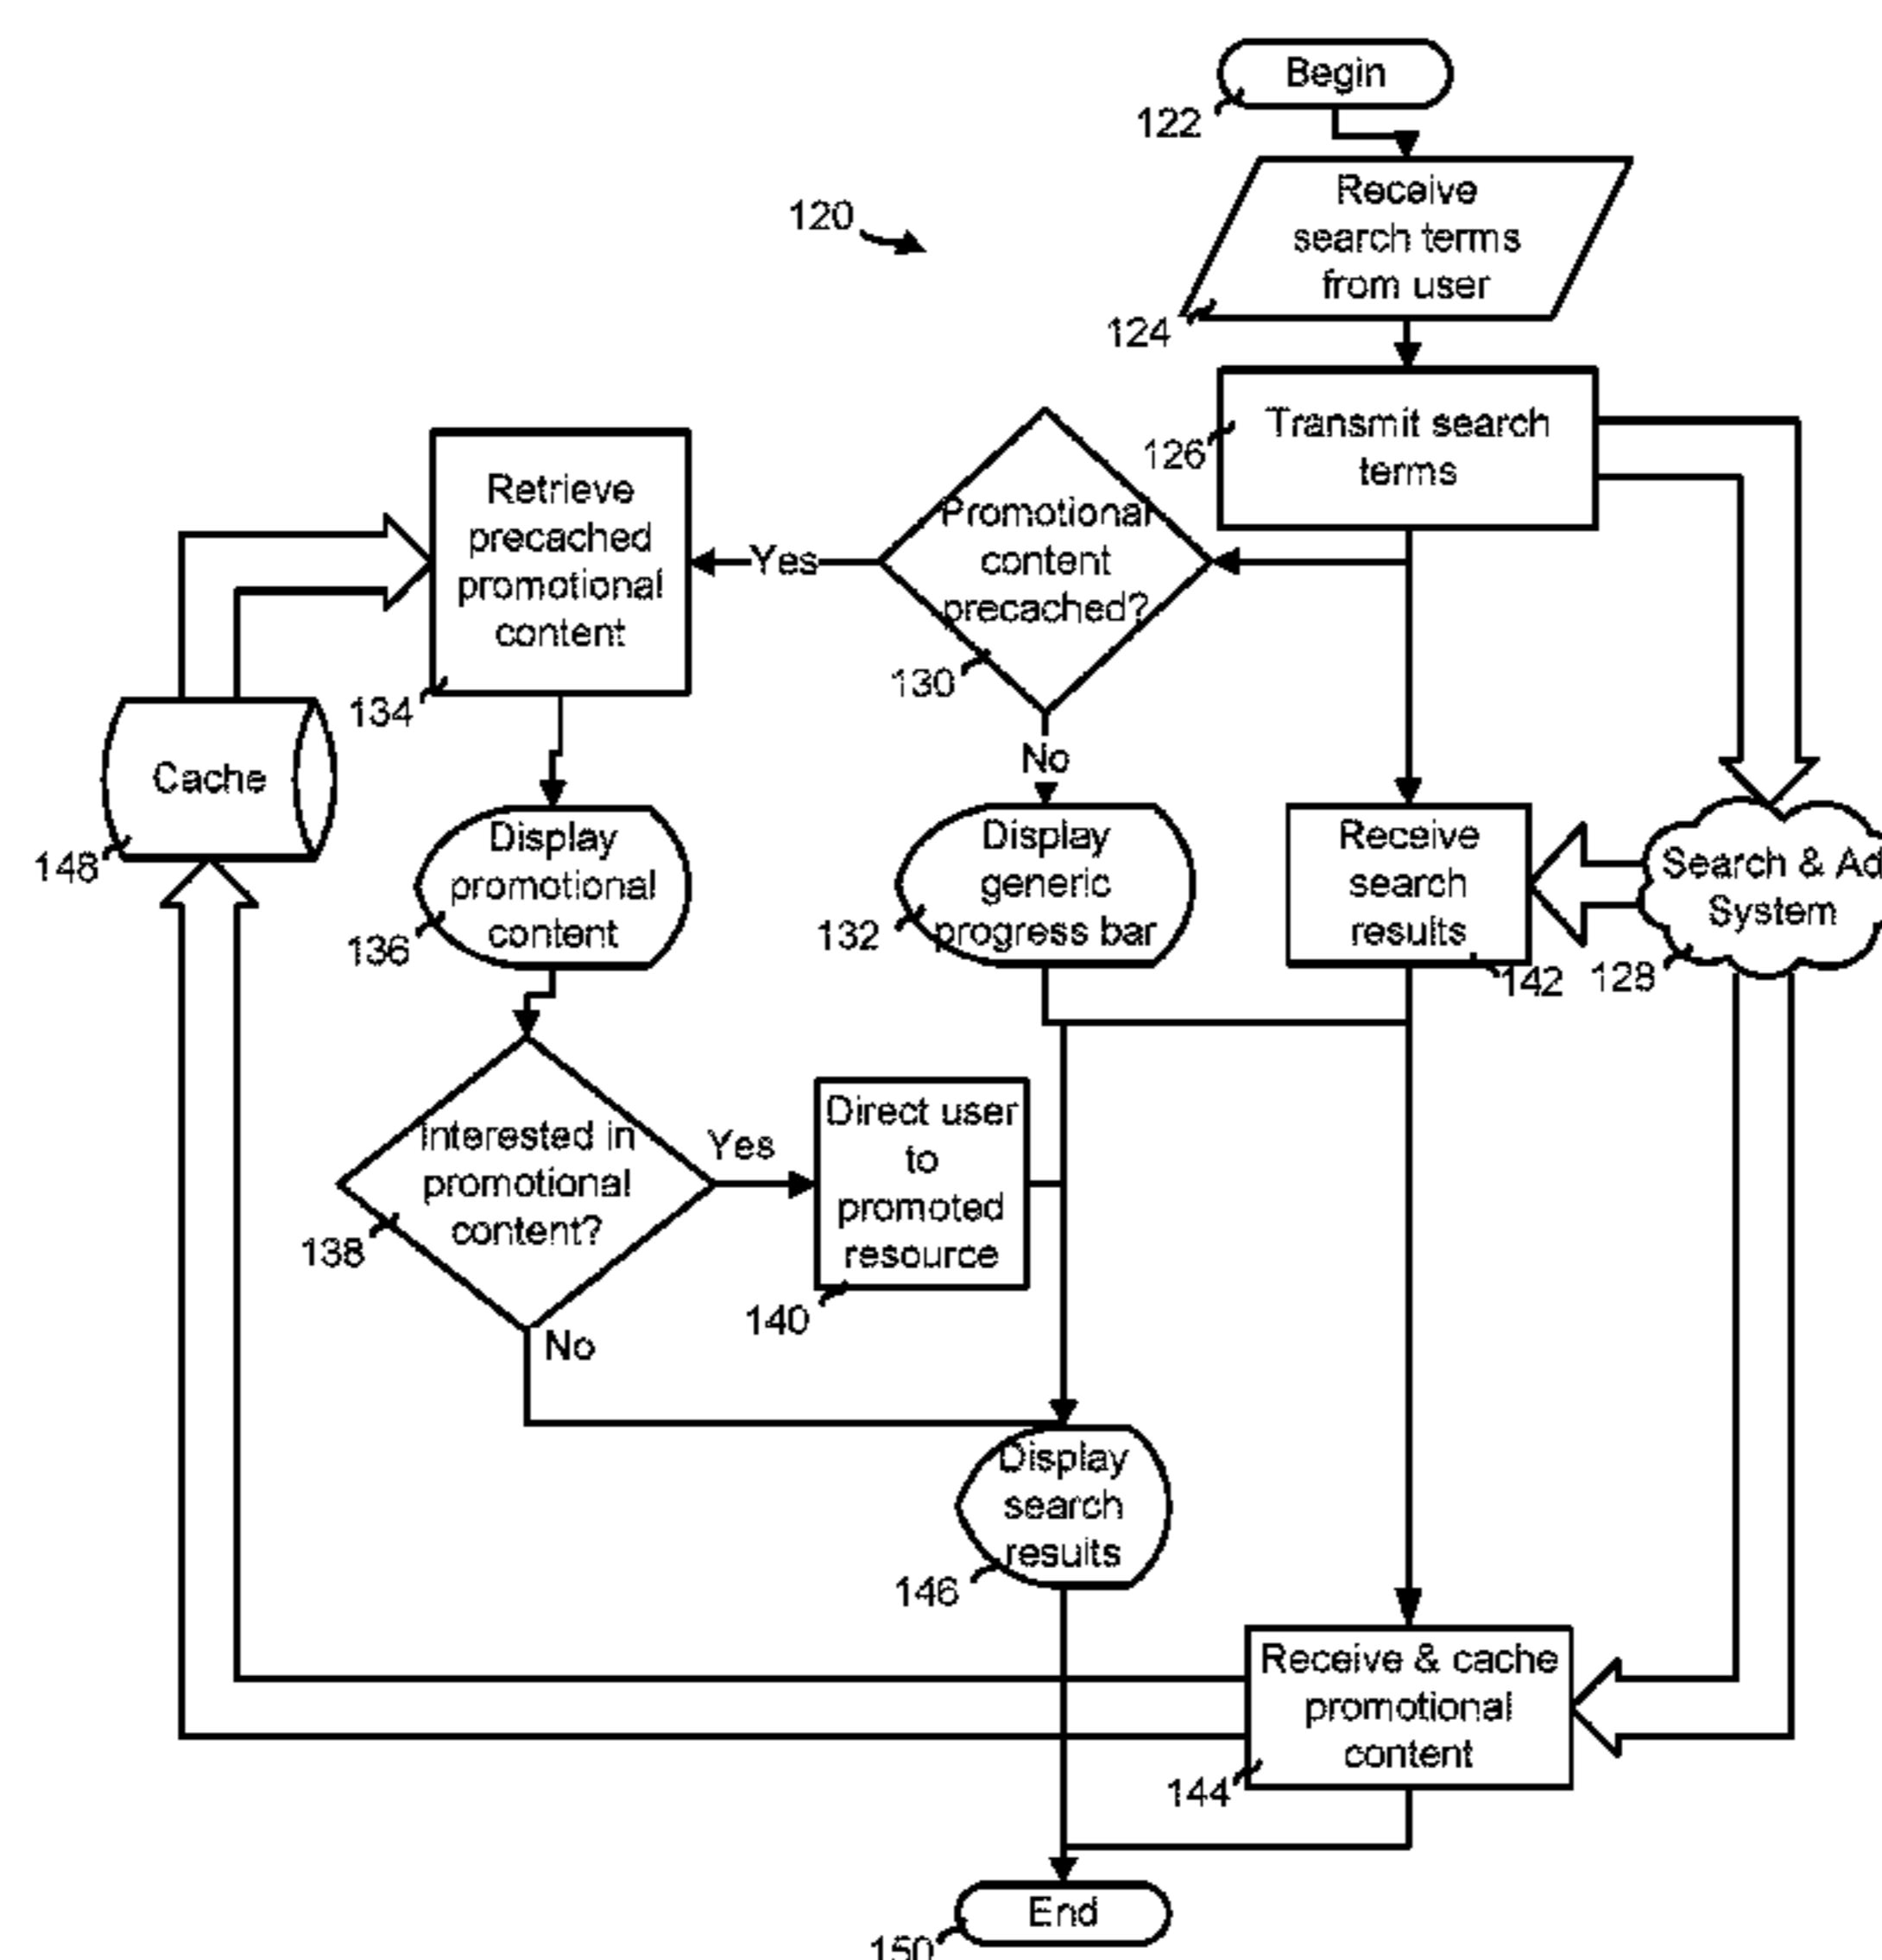 Begin
122
120
Receive
search terms
from user
124
Transmit search
terms
126
Retrieve
precached
promotional
content
134
Yes
Promotional
content
precached?
130
No
Cache
148
Display
promotional
content
136
Display
generic
progress bar
132
Receive
search
results
142
Search & Ad
System
128
Interested in
promotional
content?
138
Yes
No
Direct user
to
promoted
resource
140
Display
search
results
146
Receive & cache
promotional
content
144
End
150